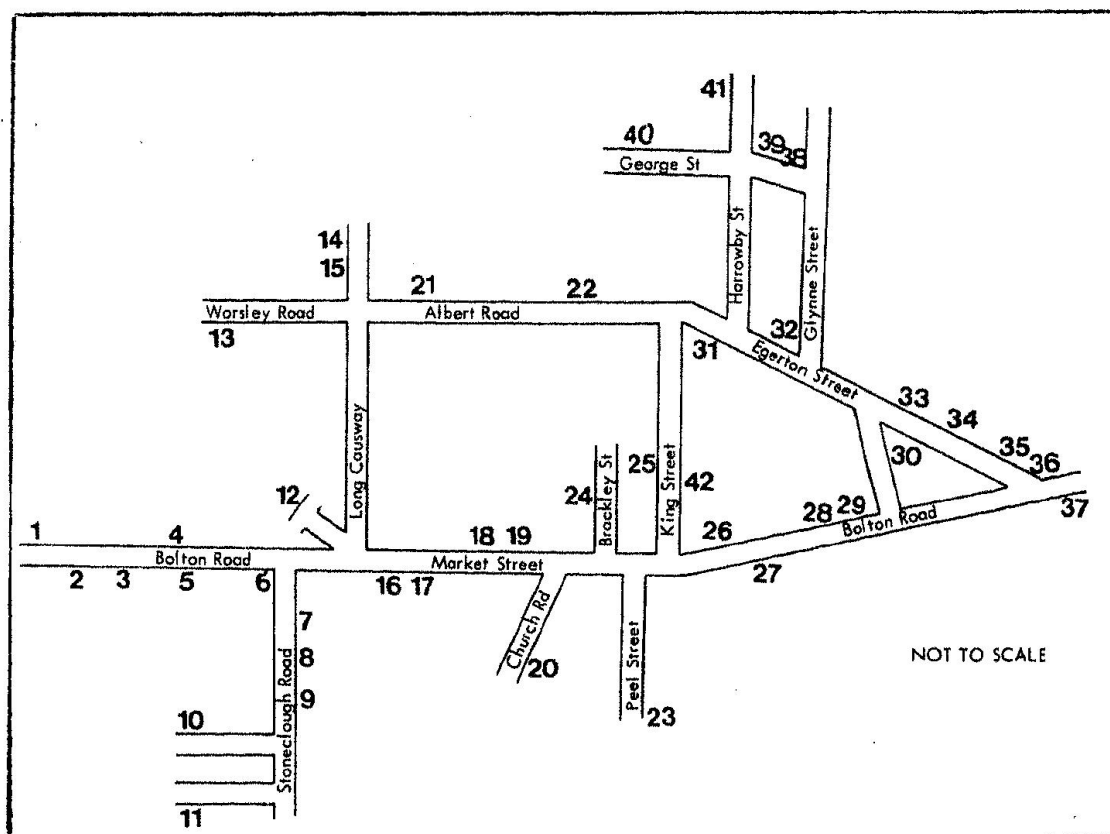 41
40
39
38
George St
Harrowby St
Glynne Street
14
15
21
22
Worsley Road
Albert Road
13
32
31
Egerton Street
33
34
35
36
37
Long Causway
12
25
Brackley St
24
King Street
42
30
1
4
18
19
26
28
29
Bolton Road
Bolton Road
Market Street
2
3
5
6
16
17
27
7
Church Rd
20
8
Peel Street
23
NOT TO SCALE
Stoneclough Road
9
10
11